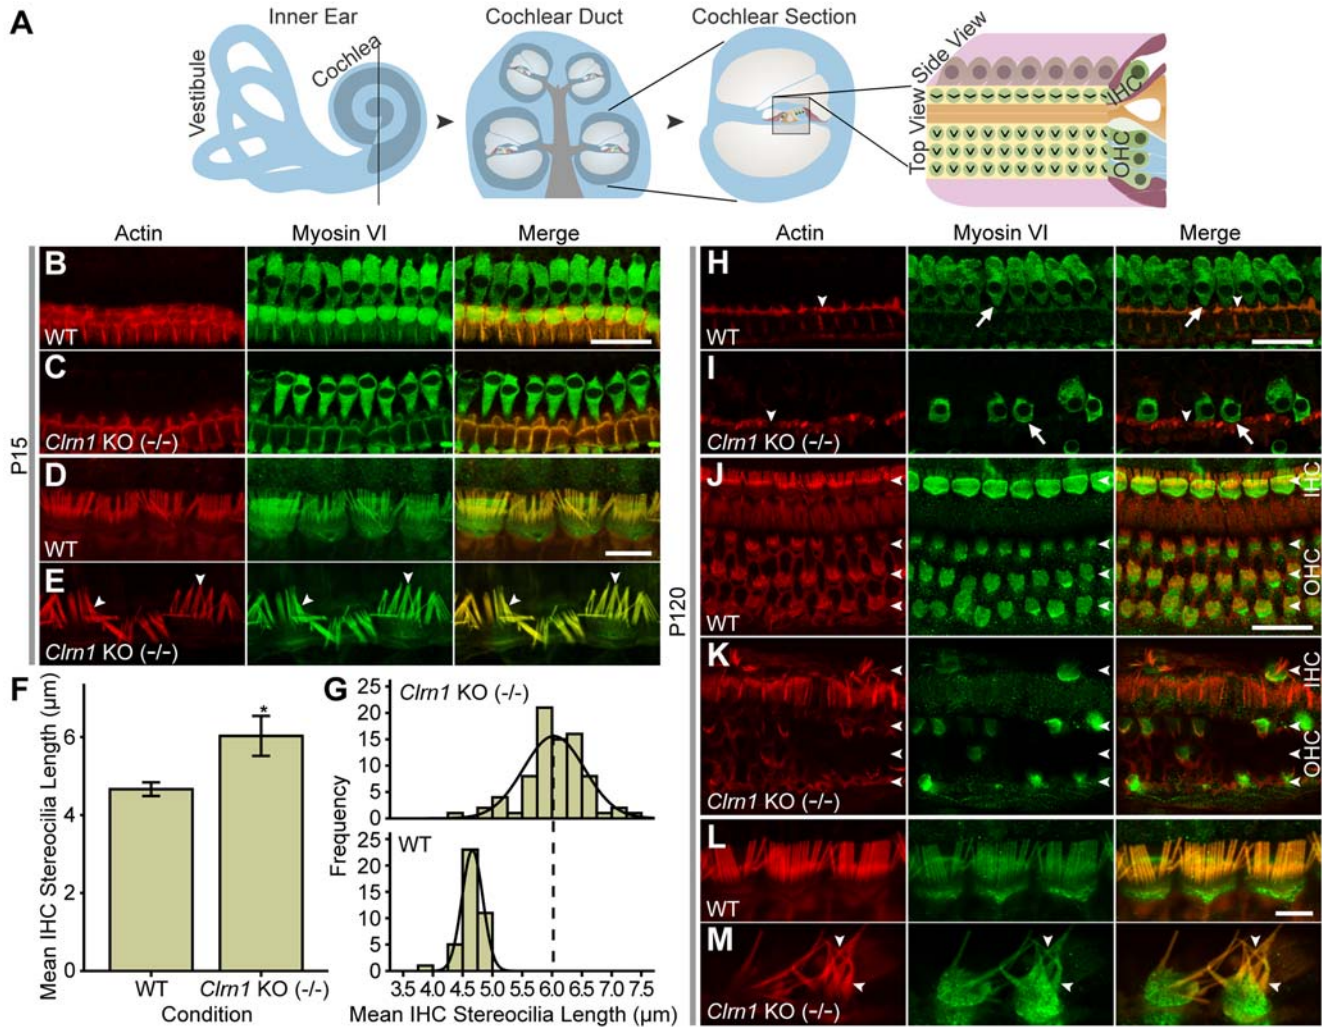 A
Inner Ear
Cochlear Duct
Cochlear Section
Vestibule
Cochlea
Side View
Top View
IHC
OHC
Actin
Myosin VI
Merge
P15
B
WT
C
Clrn1 KO (–/–)
D
WT
E
Clrn1 KO (–/–)
F
Mean IHC Stereocilia Length (µm)
6
4
2
0
*
WT
Clrn1 KO (-/-)
Condition
G
Frequency
Clrn1 KO (-/-)
25
20
15
10
5
0
WT
25
20
15
10
5
0
3.5 4.0 4.5 5.0 5.5 6.0 6.5 7.0 7.5
Mean IHC Stereocilia Length (µm)
Actin
Myosin VI
Merge
P120
H
WT
I
Clrn1 KO (–/–)
J
WT
IHC
OHC
K
Clrn1 KO (–/–)
IHC
OHC
L
WT
M
Clrn1 KO (–/–)